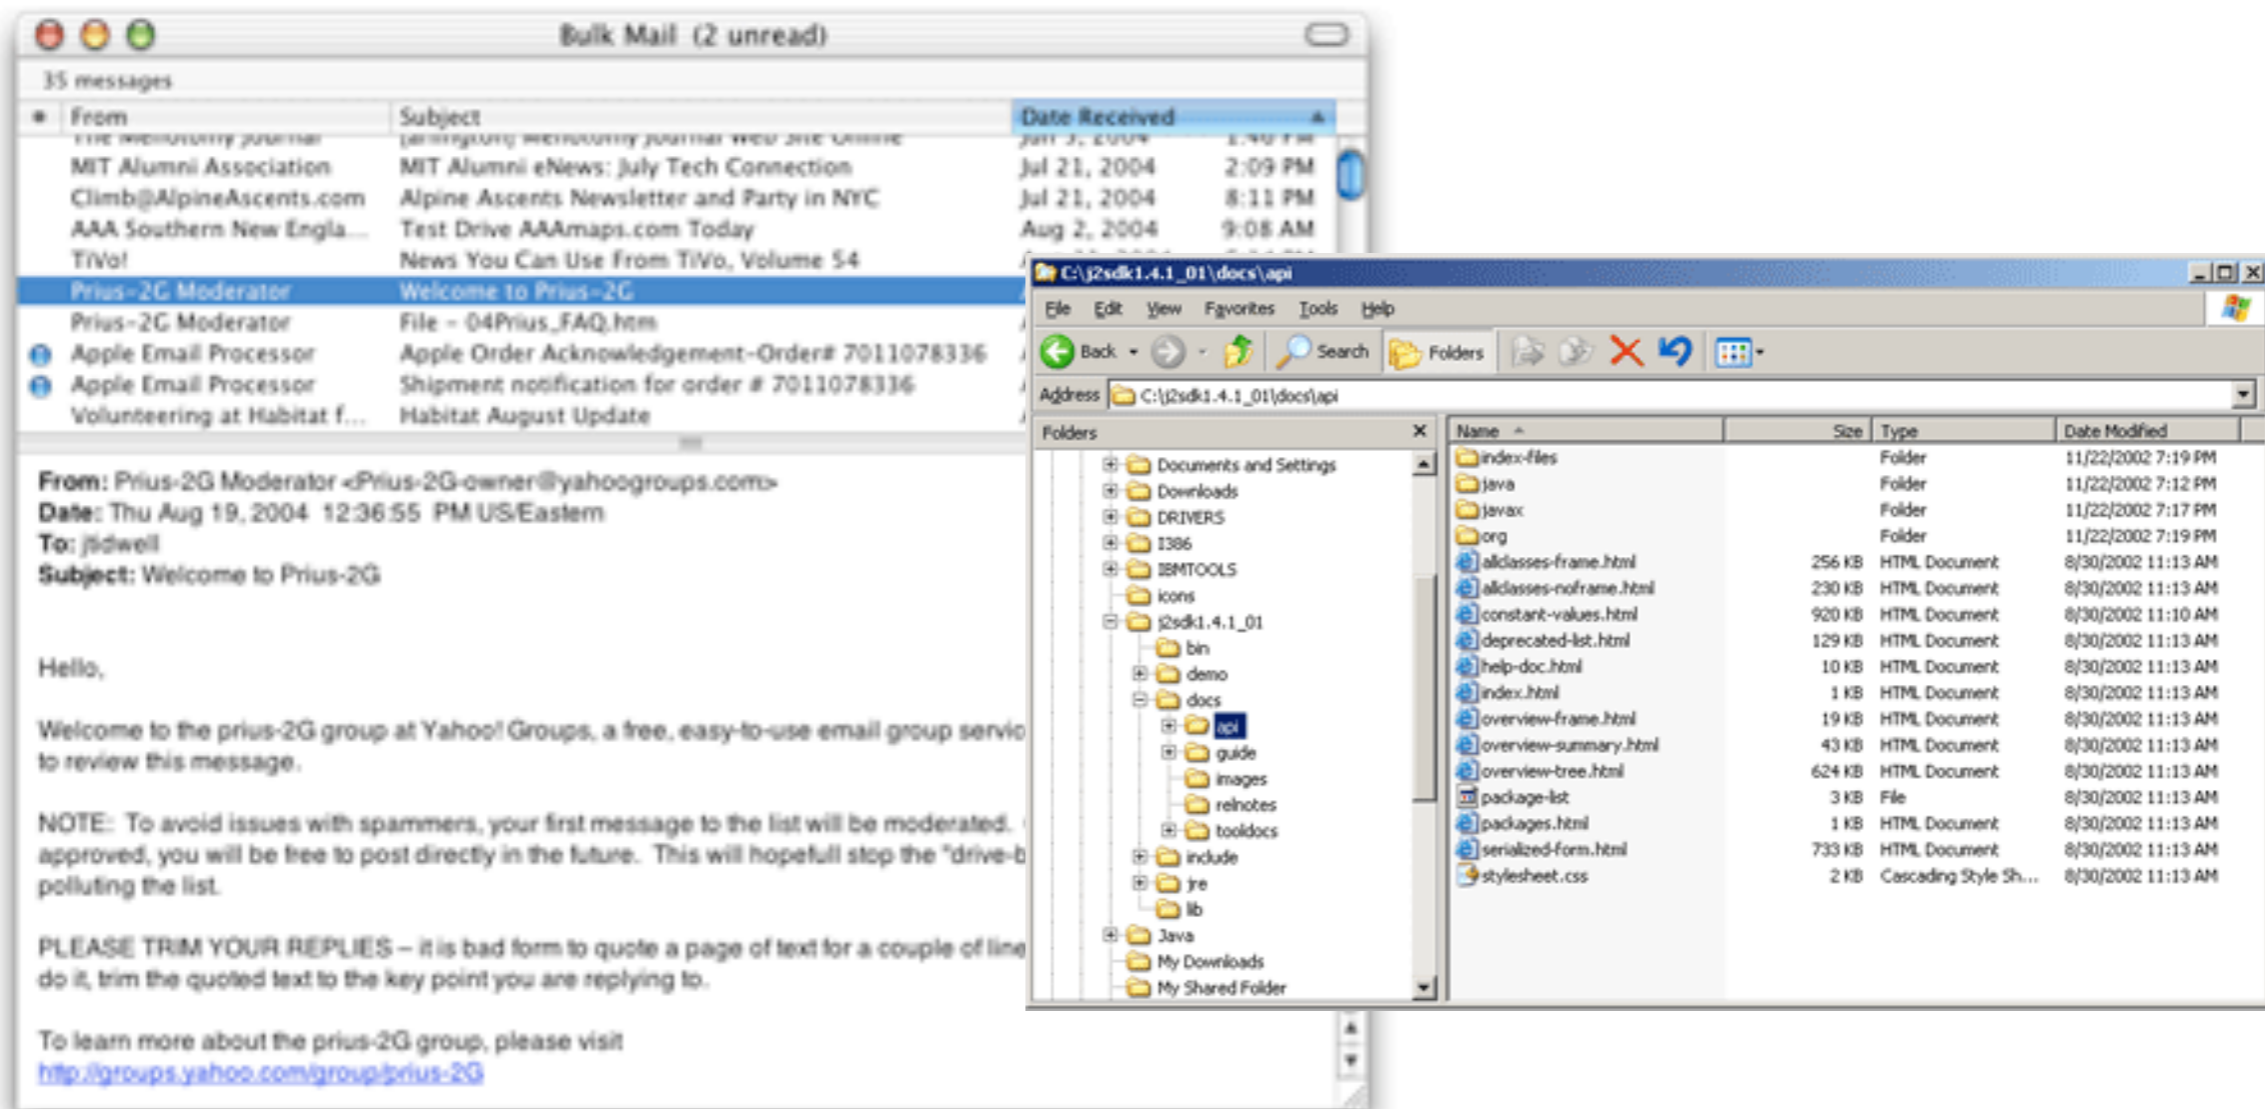 Bulk Mail (2 unread)
35 messages
From Subject Date Received
The Menotomy Journal [arlington] Menotomy Journal Web Site Online Jun 3, 2004 1:40 PM
MIT Alumni Association MIT Alumni eNews: July Tech Connection Jul 21, 2004 2:09 PM
Climb@AlpineAscents.com Alpine Ascents Newsletter and Party in NYC Jul 21, 2004 8:11 PM
AAA Southern New Engla... Test Drive AAAmaps.com Today Aug 2, 2004 9:08 AM
TiVo! News You Can Use From TiVo, Volume 54
Prius-2G Moderator Welcome to Prius-2G
Prius-2G Moderator File - 04Prius_FAQ.htm
Apple Email Processor Apple Order Acknowledgement-Order# 7011078336
Apple Email Processor Shipment notification for order # 7011078336
Volunteering at Habitat f... Habitat August Update
From: Prius-2G Moderator <Prius-2G-owner@yahoogroups.com>
Date: Thu Aug 19, 2004 12:36:55 PM US/Eastern
To: jtidwell
Subject: Welcome to Prius-2G
Hello,
Welcome to the prius-2G group at Yahoo! Groups, a free, easy-to-use email group servic
to review this message.
NOTE: To avoid issues with spammers, your first message to the list will be moderated.
approved, you will be free to post directly in the future. This will hopefull stop the "drive-b
polluting the list.
PLEASE TRIM YOUR REPLIES – it is bad form to quote a page of text for a couple of line
do it, trim the quoted text to the key point you are replying to.
To learn more about the prius-2G group, please visit
http://groups.yahoo.com/group/prius-2G
C:\j2sdk1.4.1_01\docs\api
File Edit View Favorites Tools Help
Back Search Folders
Address C:\j2sdk1.4.1_01\docs\api
Folders
Documents and Settings
Downloads
DRIVERS
I386
IBMTOOLS
icons
j2sdk1.4.1_01
bin
demo
docs
api
guide
images
relnotes
tooldocs
include
jre
lib
Java
My Downloads
My Shared Folder
Name Size Type Date Modified
index-files Folder 11/22/2002 7:19 PM
java Folder 11/22/2002 7:12 PM
javax Folder 11/22/2002 7:17 PM
org Folder 11/22/2002 7:19 PM
allclasses-frame.html 256 KB HTML Document 8/30/2002 11:13 AM
allclasses-noframe.html 230 KB HTML Document 8/30/2002 11:13 AM
constant-values.html 920 KB HTML Document 8/30/2002 11:10 AM
deprecated-list.html 129 KB HTML Document 8/30/2002 11:13 AM
help-doc.html 10 KB HTML Document 8/30/2002 11:13 AM
index.html 1 KB HTML Document 8/30/2002 11:13 AM
overview-frame.html 19 KB HTML Document 8/30/2002 11:13 AM
overview-summary.html 43 KB HTML Document 8/30/2002 11:13 AM
overview-tree.html 624 KB HTML Document 8/30/2002 11:13 AM
package-list 3 KB File 8/30/2002 11:13 AM
packages.html 1 KB HTML Document 8/30/2002 11:13 AM
serialized-form.html 733 KB HTML Document 8/30/2002 11:13 AM
stylesheet.css 2 KB Cascading Style Sh... 8/30/2002 11:13 AM